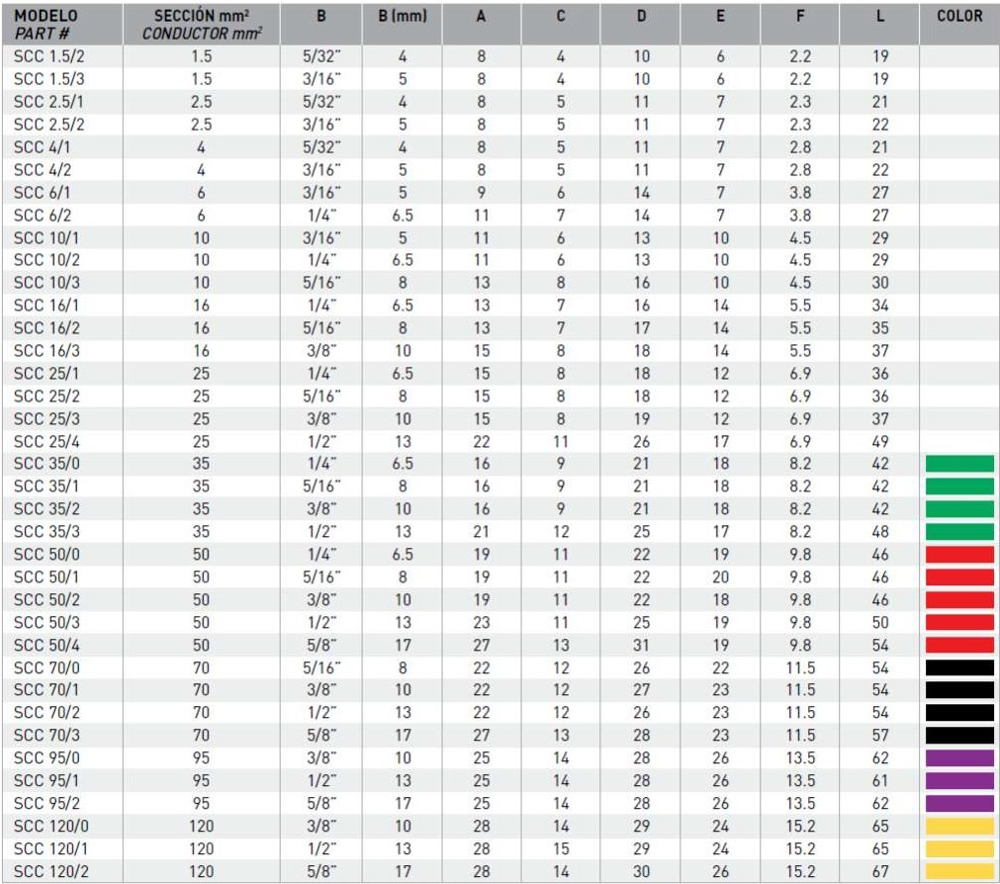 MODELO SECCIÓN mm² B B (mm) A C D E F L COLOR
PART # CONDUCTOR mm²
SCC 1.5/2 1.5 5/32" 4 8 4 10 6 2.2 19
SCC 1.5/3 1.5 3/16" 5 8 4 10 6 2.2 19
SCC 2.5/1 2.5 5/32" 4 8 5 11 7 2.3 21
SCC 2.5/2 2.5 3/16" 5 8 5 11 7 2.3 22
SCC 4/1 4 5/32" 4 8 5 11 7 2.8 21
SCC 4/2 4 3/16" 5 8 5 11 7 2.8 22
SCC 6/1 6 3/16" 5 9 6 14 7 3.8 27
SCC 6/2 6 1/4" 6.5 11 7 14 7 3.8 27
SCC 10/1 10 3/16" 5 11 6 13 10 4.5 29
SCC 10/2 10 1/4" 6.5 11 6 13 10 4.5 29
SCC 10/3 10 5/16" 8 13 8 16 10 4.5 30
SCC 16/1 16 1/4" 6.5 13 7 16 14 5.5 34
SCC 16/2 16 5/16" 8 13 7 17 14 5.5 35
SCC 16/3 16 3/8" 10 15 8 18 14 5.5 37
SCC 25/1 25 1/4" 6.5 15 8 18 12 6.9 36
SCC 25/2 25 5/16" 8 15 8 18 12 6.9 36
SCC 25/3 25 3/8" 10 15 8 19 12 6.9 37
SCC 25/4 25 1/2" 13 22 11 26 17 6.9 49
SCC 35/0 35 1/4" 6.5 16 9 21 18 8.2 42
SCC 35/1 35 5/16" 8 16 9 21 18 8.2 42
SCC 35/2 35 3/8" 10 16 9 21 18 8.2 42
SCC 35/3 35 1/2" 13 21 12 25 17 8.2 48
SCC 50/0 50 1/4" 6.5 19 11 22 19 9.8 46
SCC 50/1 50 5/16" 8 19 11 22 20 9.8 46
SCC 50/2 50 3/8" 10 19 11 22 18 9.8 46
SCC 50/3 50 1/2" 13 23 11 25 19 9.8 50
SCC 50/4 50 5/8" 17 27 13 31 19 9.8 54
SCC 70/0 70 5/16" 8 22 12 26 22 11.5 54
SCC 70/1 70 3/8" 10 22 12 27 23 11.5 54
SCC 70/2 70 1/2" 13 22 12 26 23 11.5 54
SCC 70/3 70 5/8" 17 27 13 28 23 11.5 57
SCC 95/0 95 3/8" 10 25 14 28 26 13.5 62
SCC 95/1 95 1/2" 13 25 14 28 26 13.5 61
SCC 95/2 95 5/8" 17 25 14 28 26 13.5 62
SCC 120/0 120 3/8" 10 28 14 29 24 15.2 65
SCC 120/1 120 1/2" 13 28 15 29 24 15.2 65
SCC 120/2 120 5/8" 17 28 14 30 26 15.2 67